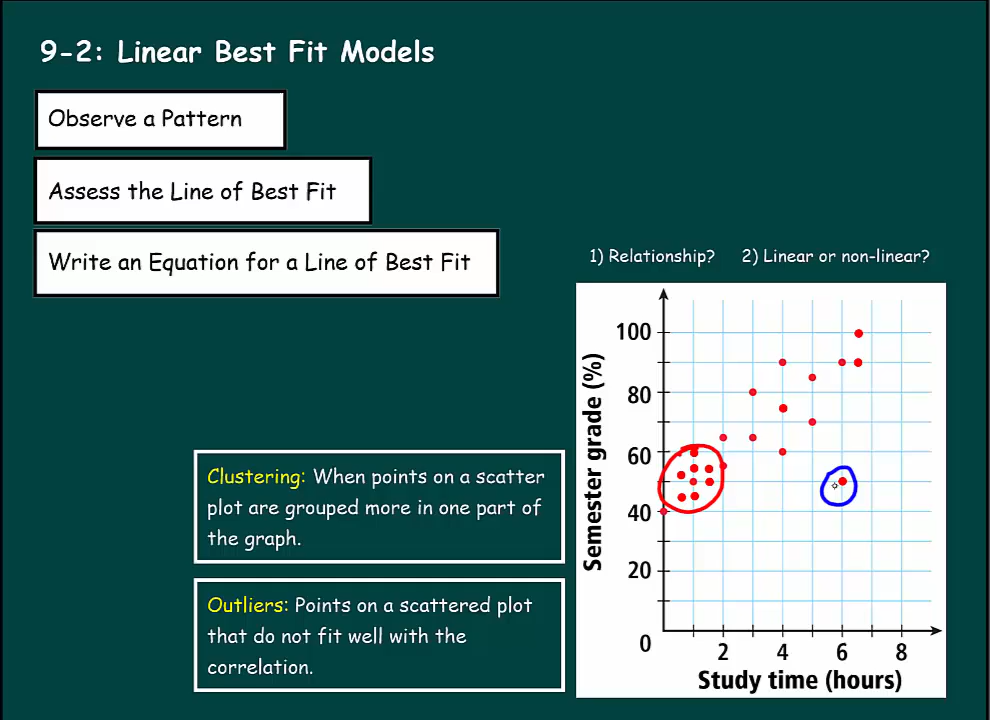 9-2: Linear Best Fit Models
Observe a Pattern
Assess the Line of Best Fit
Write an Equation for a Line of Best Fit
1) Relationship? 2) Linear or non-linear?
Semester grade (%)
100
80
60
40
20
0
2 4 6 8
Study time (hours)
Clustering: When points on a scatter
plot are grouped more in one part of
the graph.
Outliers: Points on a scattered plot
that do not fit well with the
correlation.